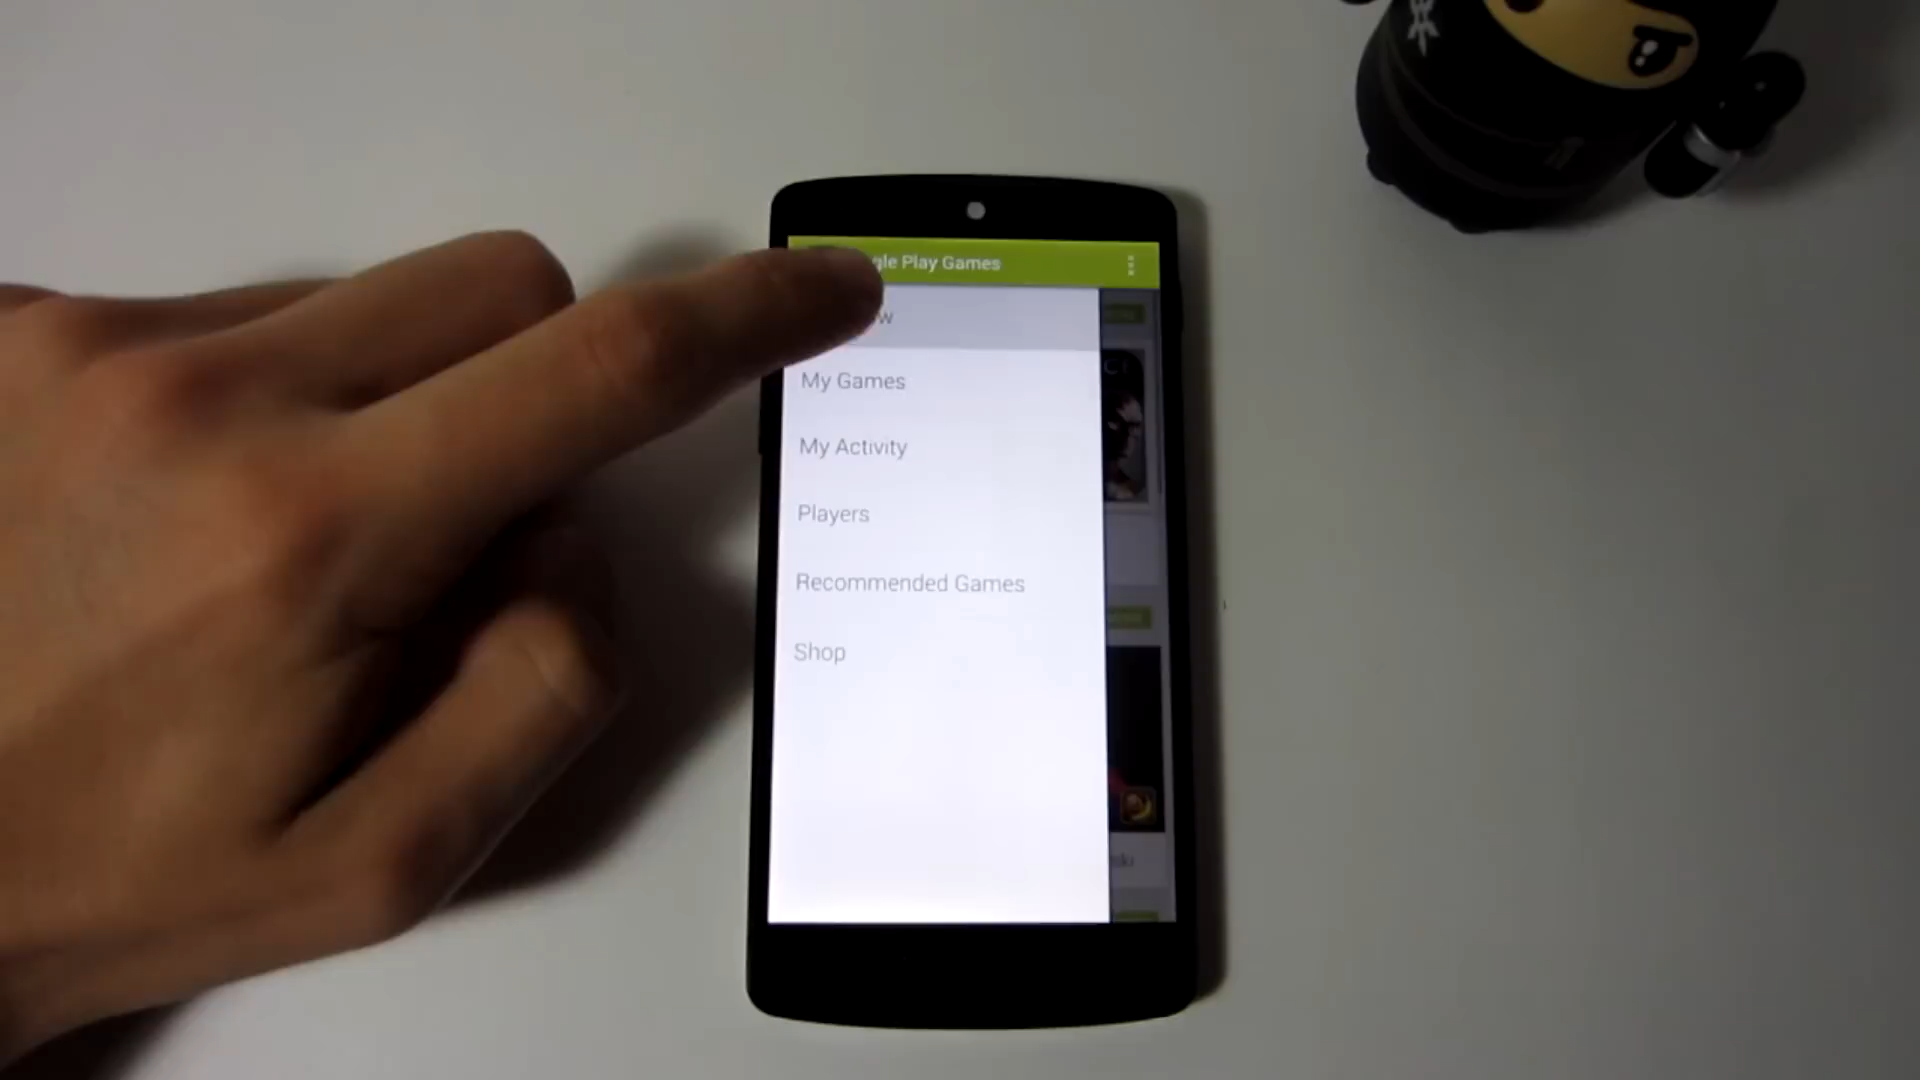 gle Play Games
w
My Games
My Activity
Players
Recommended Games
Shop